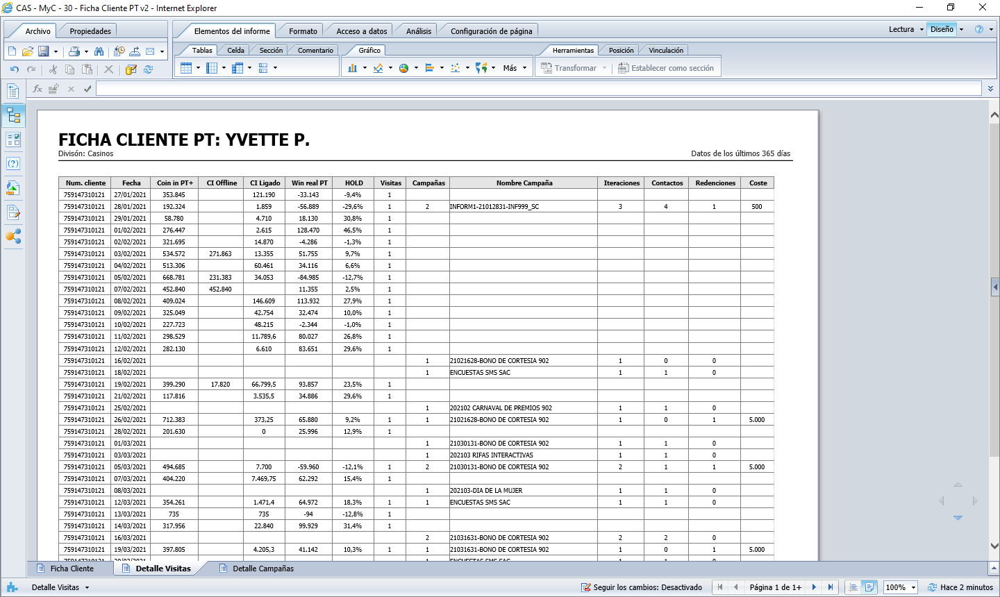 CAS - MyC - 30 - Ficha Cliente PT v2 - Internet Explorer
Archivo Propiedades Elementos del informe Formato Acceso a datos Análisis Configuración de página Lectura Diseño
Tablas Celda Sección Comentario Gráfico Herramientas Posición Vinculación
Más Transformar Establecer como sección
fx
FICHA CLIENTE PT: YVETTE P.
Divisón: Casinos Datos de los últimos 365 días
Num. cliente Fecha Coin in PT+ CI Offline CI Ligado Win real PT HOLD Visitas Campañas Nombre Campaña Iteraciones Contactos Redenciones Coste
759147310121 27/01/2021 353.845 121.190 -33.143 -9,4% 1
759147310121 28/01/2021 192.324 1.859 -56.889 -29,6% 1 2 INFORM1-21012831-INF999_SC 3 4 1 500
759147310121 29/01/2021 58.780 4.710 18.130 30,8% 1
759147310121 01/02/2021 276.447 2.615 128.470 46,5% 1
759147310121 02/02/2021 321.695 14.870 -4.286 -1,3% 1
759147310121 03/02/2021 534.572 271.863 13.355 51.755 9,7% 1
759147310121 04/02/2021 513.306 60.461 34.116 6,6% 1
759147310121 05/02/2021 668.781 231.383 34.053 -84.985 -12,7% 1
759147310121 07/02/2021 452.840 452.840 11.355 2,5% 1
759147310121 08/02/2021 409.024 146.609 113.932 27,9% 1
759147310121 09/02/2021 325.049 42.754 32.474 10,0% 1
759147310121 10/02/2021 227.723 48.215 -2.344 -1,0% 1
759147310121 11/02/2021 298.529 11.789,6 80.027 26,8% 1
759147310121 12/02/2021 282.130 6.610 83.651 29,6% 1
759147310121 16/02/2021 1 21021628-BONO DE CORTESIA 902 1 0 0
759147310121 18/02/2021 1 ENCUESTAS SMS SAC 1 1 0
759147310121 19/02/2021 399.290 17.820 66.799,5 93.857 23,5% 1
759147310121 21/02/2021 117.816 3.535,5 34.886 29,6% 1
759147310121 25/02/2021 1 202102 CARNAVAL DE PREMIOS 902 1 1 0
759147310121 26/02/2021 712.383 373,25 65.880 9,2% 1 1 21021628-BONO DE CORTESIA 902 1 0 1 5.000
759147310121 28/02/2021 201.630 0 25.996 12,9% 1
759147310121 01/03/2021 1 21030131-BONO DE CORTESIA 902 1 1 0
759147310121 03/03/2021 1 202103 RIFAS INTERACTIVAS 1 1 0
759147310121 05/03/2021 494.685 7.700 -59.960 -12,1% 1 2 21030131-BONO DE CORTESIA 902 2 1 1 5.000
759147310121 07/03/2021 404.220 7.469,75 62.292 15,4% 1
759147310121 08/03/2021 1 202103-DIA DE LA MUJER 1 1 0
759147310121 12/03/2021 354.261 1.471,4 64.972 18,3% 1 1 ENCUESTAS SMS SAC 1 1 0
759147310121 13/03/2021 735 735 -94 -12,8% 1
759147310121 14/03/2021 317.956 22.840 99.929 31,4% 1
759147310121 16/03/2021 2 21031631-BONO DE CORTESIA 902 2 2 0
759147310121 19/03/2021 397.805 4.205,3 41.142 10,3% 1 1 21031631-BONO DE CORTESIA 902 1 0 1 5.000
Ficha Cliente Detalle Visitas Detalle Campañas
Detalle Visitas Seguir los cambios: Desactivado Página 1 de 1+ 100% Hace 2 minutos